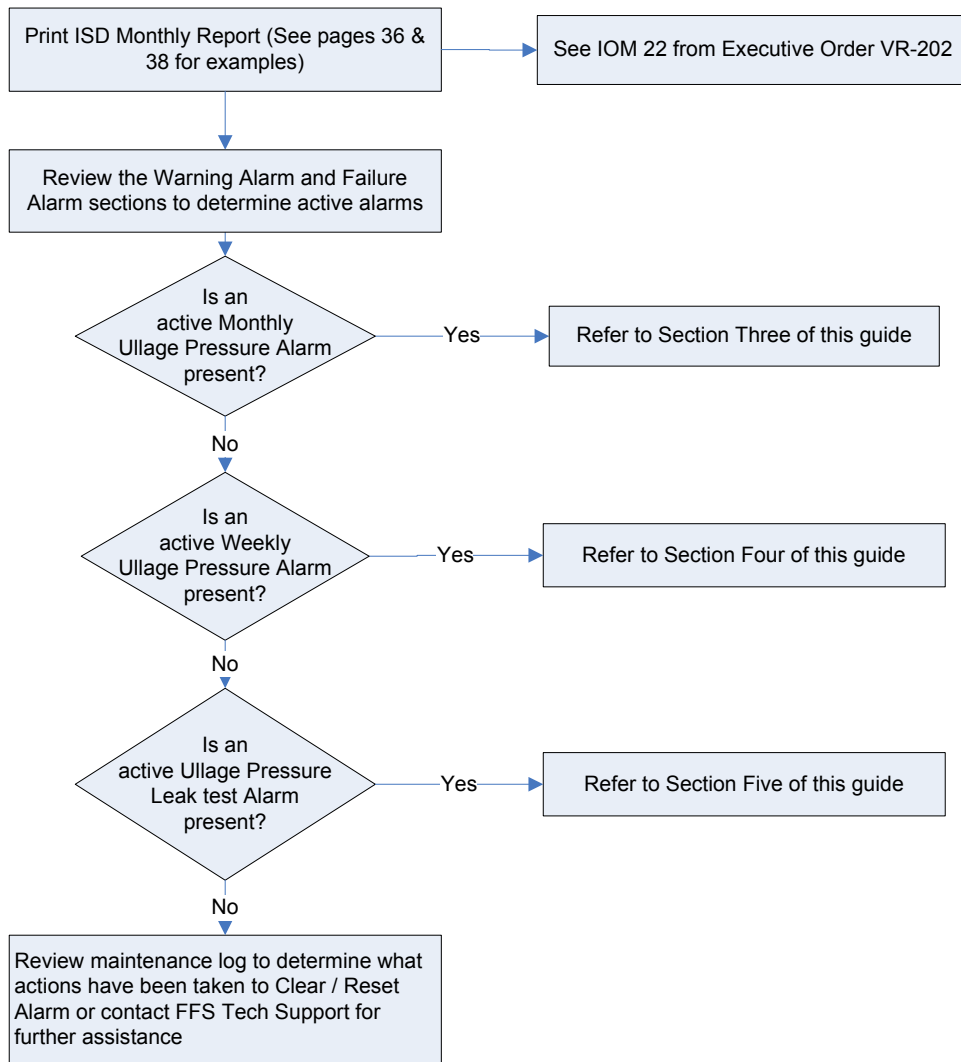 Print ISD Monthly Report (See pages 36 &
38 for examples)
See IOM 22 from Executive Order VR-202
Review the Warning Alarm and Failure
Alarm sections to determine active alarms
Is an
active Monthly
Ullage Pressure Alarm
present?
Yes
Refer to Section Three of this guide
No
Is an
active Weekly
Ullage Pressure Alarm
present?
Yes
Refer to Section Four of this guide
No
Is an
active Ullage Pressure
Leak test Alarm
present?
Yes
Refer to Section Five of this guide
No
Review maintenance log to determine what
actions have been taken to Clear / Reset
Alarm or contact FFS Tech Support for
further assistance